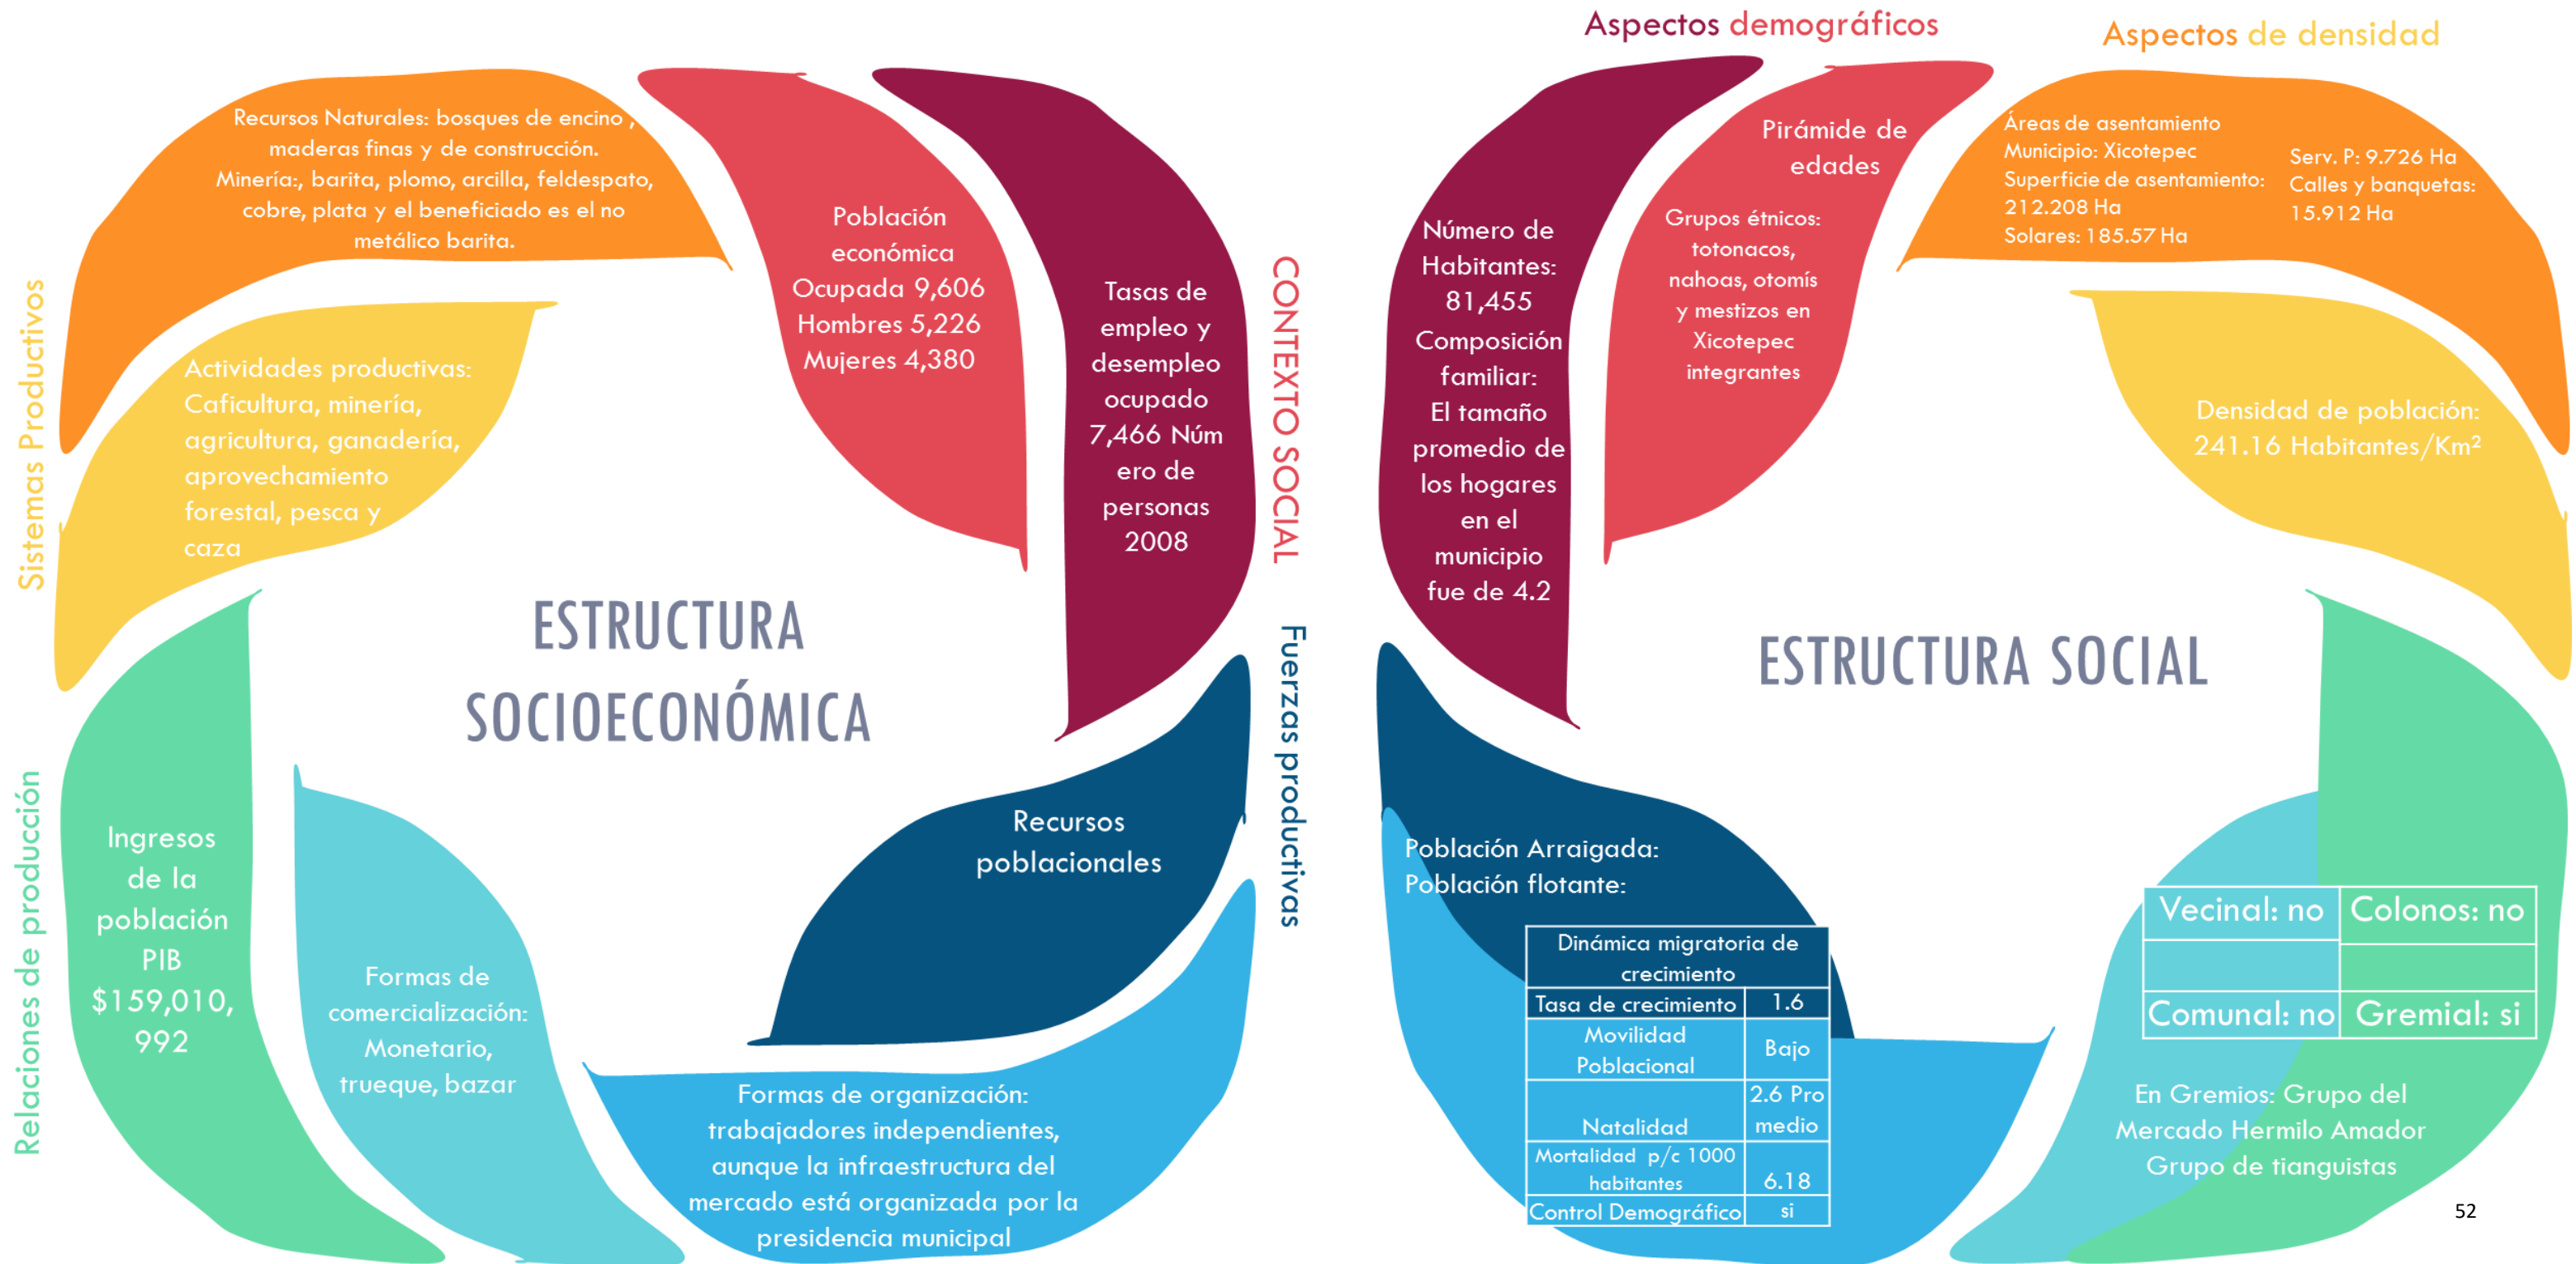 Sistemas Productivos
Recursos Naturales: bosques de encino ,
maderas finas y de construcción.
Minería:, barita, plomo, arcilla, feldespato,
cobre, plata y el beneficiado es el no
metálico barita.
Actividades productivas:
Caficultura, minería,
agricultura, ganadería,
aprovechamiento
forestal, pesca y
caza
Población
económica
Ocupada 9,606
Hombres 5,226
Mujeres 4,380
Tasas de
empleo y
desempleo
ocupado
7,466 Núm
ero de
personas
2008
CONTEXTO SOCIAL
ESTRUCTURA
SOCIOECONÓMICA
Relaciones de producción
Ingresos
de la
población
PIB
$159,010,
992
Formas de
comercialización:
Monetario,
trueque, bazar
Recursos
poblacionales
Fuerzas productivas
Formas de organización:
trabajadores independientes,
aunque la infraestructura del
mercado está organizada por la
presidencia municipal
Aspectos demográficos
Número de
Habitantes:
81,455
Composición
familiar:
El tamaño
promedio de
los hogares
en el
municipio
fue de 4.2
Pirámide de
edades
Grupos étnicos:
totonacos,
nahoas, otomís
y mestizos en
Xicotepec
integrantes
Aspectos de densidad
Áreas de asentamiento
Municipio: Xicotepec
Superficie de asentamiento:
212.208 Ha
Solares: 185.57 Ha
Serv. P: 9.726 Ha
Calles y banquetas:
15.912 Ha
Densidad de población:
241.16 Habitantes/Km²
ESTRUCTURA SOCIAL
Población Arraigada:
Población flotante:
Dinámica migratoria de
crecimiento
Tasa de crecimiento 1.6
Movilidad
Poblacional Bajo
Natalidad 2.6 Pro
medio
Mortalidad p/c 1000
habitantes 6.18
Control Demográfico si
Vecinal: no Colonos: no
Comunal: no Gremial: si
En Gremios: Grupo del
Mercado Hermilo Amador
Grupo de tianguistas
52